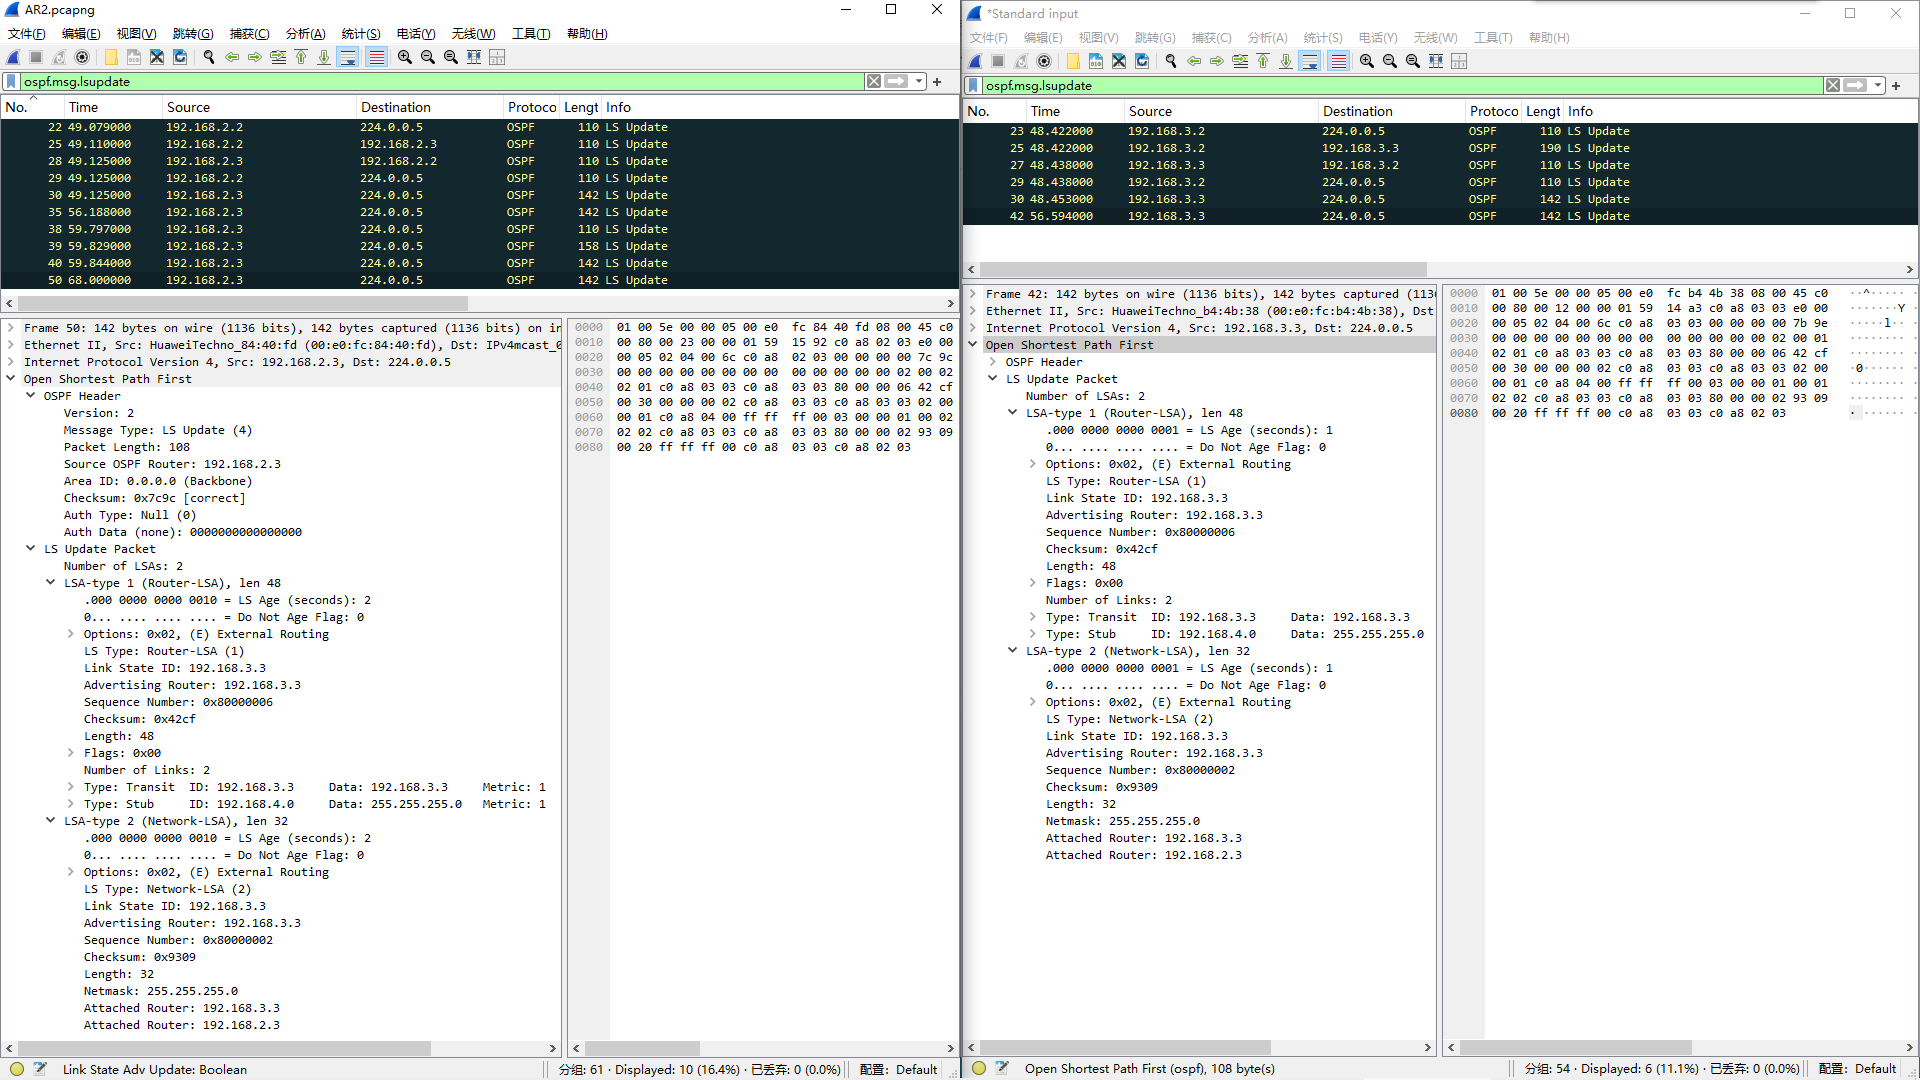 AR2.pcapng
文件(F) 编辑(E) 视图(V) 跳转(G) 捕获(C) 分析(A) 统计(S) 电话(Y) 无线(W) 工具(T) 帮助(H)
ospf.msg.lsupdate
No. Time Source Destination Protoco Lengt Info
22 49.079000 192.168.2.2 224.0.0.5 OSPF 110 LS Update
25 49.110000 192.168.2.2 192.168.2.3 OSPF 110 LS Update
28 49.125000 192.168.2.3 192.168.2.2 OSPF 110 LS Update
29 49.125000 192.168.2.2 224.0.0.5 OSPF 110 LS Update
30 49.125000 192.168.2.3 224.0.0.5 OSPF 142 LS Update
35 56.188000 192.168.2.3 224.0.0.5 OSPF 142 LS Update
38 59.797000 192.168.2.3 224.0.0.5 OSPF 110 LS Update
39 59.829000 192.168.2.3 224.0.0.5 OSPF 158 LS Update
40 59.844000 192.168.2.3 224.0.0.5 OSPF 142 LS Update
50 68.000000 192.168.2.3 224.0.0.5 OSPF 142 LS Update
Frame 50: 142 bytes on wire (1136 bits), 142 bytes captured (1136 bits) on in
Ethernet II, Src: HuaweiTechno_84:40:fd (00:e0:fc:84:40:fd), Dst: IPv4mcast_0
Internet Protocol Version 4, Src: 192.168.2.3, Dst: 224.0.0.5
Open Shortest Path First
OSPF Header
Version: 2
Message Type: LS Update (4)
Packet Length: 108
Source OSPF Router: 192.168.2.3
Area ID: 0.0.0.0 (Backbone)
Checksum: 0x7c9c [correct]
Auth Type: Null (0)
Auth Data (none): 0000000000000000
LS Update Packet
Number of LSAs: 2
LSA-type 1 (Router-LSA), len 48
.000 0000 0000 0010 = LS Age (seconds): 2
0... .... .... .... = Do Not Age Flag: 0
Options: 0x02, (E) External Routing
LS Type: Router-LSA (1)
Link State ID: 192.168.3.3
Advertising Router: 192.168.3.3
Sequence Number: 0x80000006
Checksum: 0x42cf
Length: 48
Flags: 0x00
Number of Links: 2
Type: Transit ID: 192.168.3.3 Data: 192.168.3.3 Metric: 1
Type: Stub ID: 192.168.4.0 Data: 255.255.255.0 Metric: 1
LSA-type 2 (Network-LSA), len 32
.000 0000 0000 0010 = LS Age (seconds): 2
0... .... .... .... = Do Not Age Flag: 0
Options: 0x02, (E) External Routing
LS Type: Network-LSA (2)
Link State ID: 192.168.3.3
Advertising Router: 192.168.3.3
Sequence Number: 0x80000002
Checksum: 0x9309
Length: 32
Netmask: 255.255.255.0
Attached Router: 192.168.3.3
Attached Router: 192.168.2.3
0000 01 00 5e 00 00 05 00 e0 fc 84 40 fd 08 00 45 c0
0010 00 80 00 23 00 00 01 59 15 92 c0 a8 02 03 e0 00
0020 00 05 02 04 00 6c c0 a8 02 03 00 00 00 00 7c 9c
0030 00 00 00 00 00 00 00 00 00 00 00 00 00 02 00 02
0040 02 01 c0 a8 03 03 c0 a8 03 03 80 00 00 06 42 cf
0050 00 30 00 00 00 02 c0 a8 03 03 c0 a8 03 03 02 00
0060 00 01 c0 a8 04 00 ff ff ff 00 03 00 00 01 00 02
0070 02 02 c0 a8 03 03 c0 a8 03 03 80 00 00 02 93 09
0080 00 20 ff ff ff 00 c0 a8 03 03 c0 a8 02 03
Link State Adv Update: Boolean
分组: 61 · Displayed: 10 (16.4%) · 已丢弃: 0 (0.0%) 配置: Default
*Standard input
文件(F) 编辑(E) 视图(V) 跳转(G) 捕获(C) 分析(A) 统计(S) 电话(Y) 无线(W) 工具(T) 帮助(H)
ospf.msg.lsupdate
No. Time Source Destination Protoco Lengt Info
23 48.422000 192.168.3.2 224.0.0.5 OSPF 110 LS Update
25 48.422000 192.168.3.2 192.168.3.3 OSPF 190 LS Update
27 48.438000 192.168.3.3 192.168.3.2 OSPF 110 LS Update
29 48.438000 192.168.3.2 224.0.0.5 OSPF 110 LS Update
30 48.453000 192.168.3.3 224.0.0.5 OSPF 142 LS Update
42 56.594000 192.168.3.3 224.0.0.5 OSPF 142 LS Update
Frame 42: 142 bytes on wire (1136 bits), 142 bytes captured (113
Ethernet II, Src: HuaweiTechno_b4:4b:38 (00:e0:fc:b4:4b:38), Dst
Internet Protocol Version 4, Src: 192.168.3.3, Dst: 224.0.0.5
Open Shortest Path First
OSPF Header
LS Update Packet
Number of LSAs: 2
LSA-type 1 (Router-LSA), len 48
.000 0000 0000 0001 = LS Age (seconds): 1
0... .... .... .... = Do Not Age Flag: 0
Options: 0x02, (E) External Routing
LS Type: Router-LSA (1)
Link State ID: 192.168.3.3
Advertising Router: 192.168.3.3
Sequence Number: 0x80000006
Checksum: 0x42cf
Length: 48
Flags: 0x00
Number of Links: 2
Type: Transit ID: 192.168.3.3 Data: 192.168.3.3
Type: Stub ID: 192.168.4.0 Data: 255.255.255.0
LSA-type 2 (Network-LSA), len 32
.000 0000 0000 0001 = LS Age (seconds): 1
0... .... .... .... = Do Not Age Flag: 0
Options: 0x02, (E) External Routing
LS Type: Network-LSA (2)
Link State ID: 192.168.3.3
Advertising Router: 192.168.3.3
Sequence Number: 0x80000002
Checksum: 0x9309
Length: 32
Netmask: 255.255.255.0
Attached Router: 192.168.3.3
Attached Router: 192.168.2.3
0000 01 00 5e 00 00 05 00 e0 fc b4 4b 38 08 00 45 c0 ··^·····
0010 00 80 00 12 00 00 01 59 14 a3 c0 a8 03 03 e0 00 ·······Y
0020 00 05 02 04 00 6c c0 a8 03 03 00 00 00 00 7b 9e ·····l··
0030 00 00 00 00 00 00 00 00 00 00 00 00 00 02 00 01 ········
0040 02 01 c0 a8 03 03 c0 a8 03 03 80 00 00 06 42 cf ········
0050 00 30 00 00 00 02 c0 a8 03 03 c0 a8 03 03 02 00 ·0······
0060 00 01 c0 a8 04 00 ff ff ff 00 03 00 00 01 00 01 ········
0070 02 02 c0 a8 03 03 c0 a8 03 03 80 00 00 02 93 09 ········
0080 00 20 ff ff ff 00 c0 a8 03 03 c0 a8 02 03 · ······
Open Shortest Path First (ospf), 108 byte(s)
分组: 54 · Displayed: 6 (11.1%) · 已丢弃: 0 (0.0%) 配置: Default